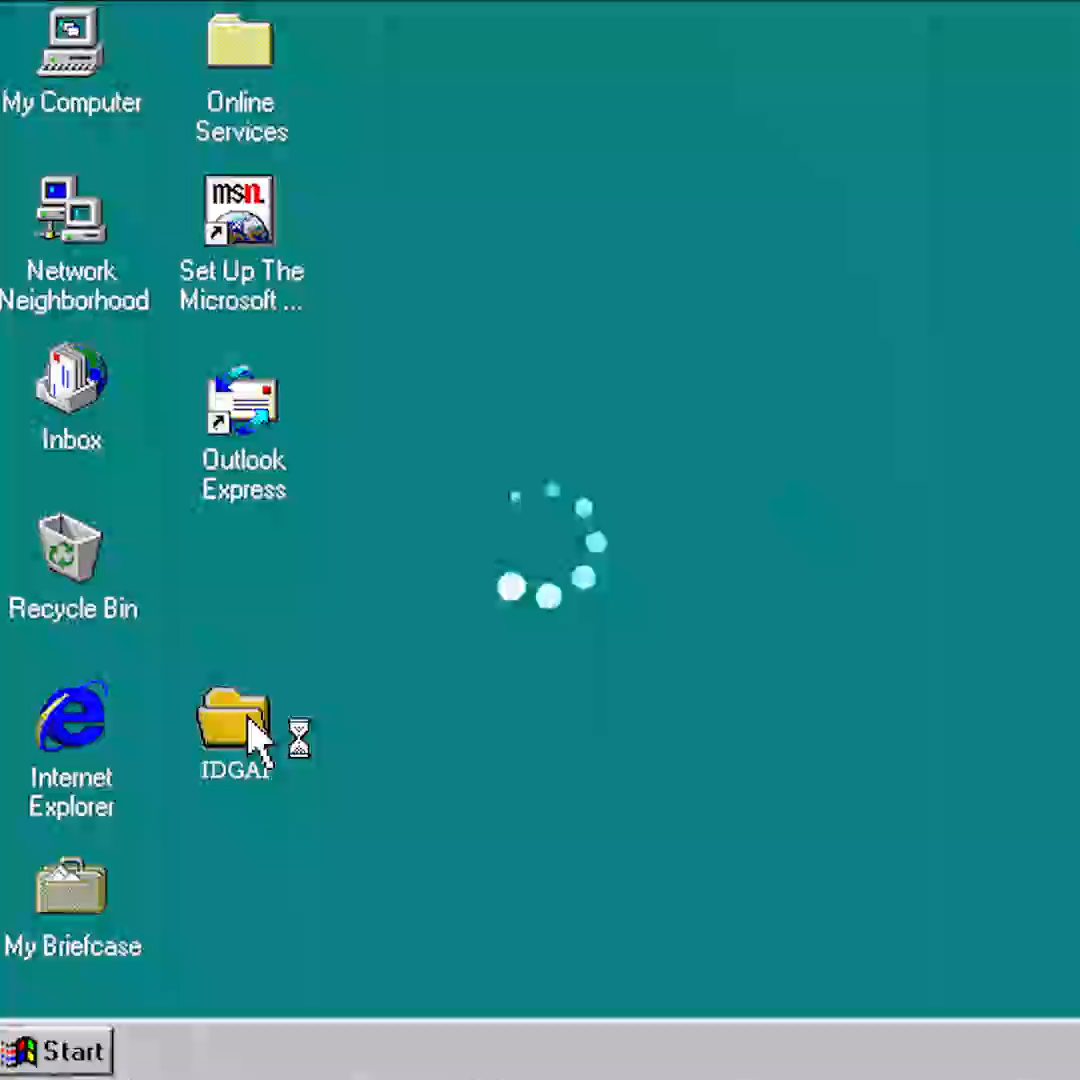 My Computer
Online
Services
msn.
Network
Neighborhood
Set Up The
Microsoft ...
Inbox
Outlook
Express
Recycle Bin
Internet
Explorer
My Briefcase
Start